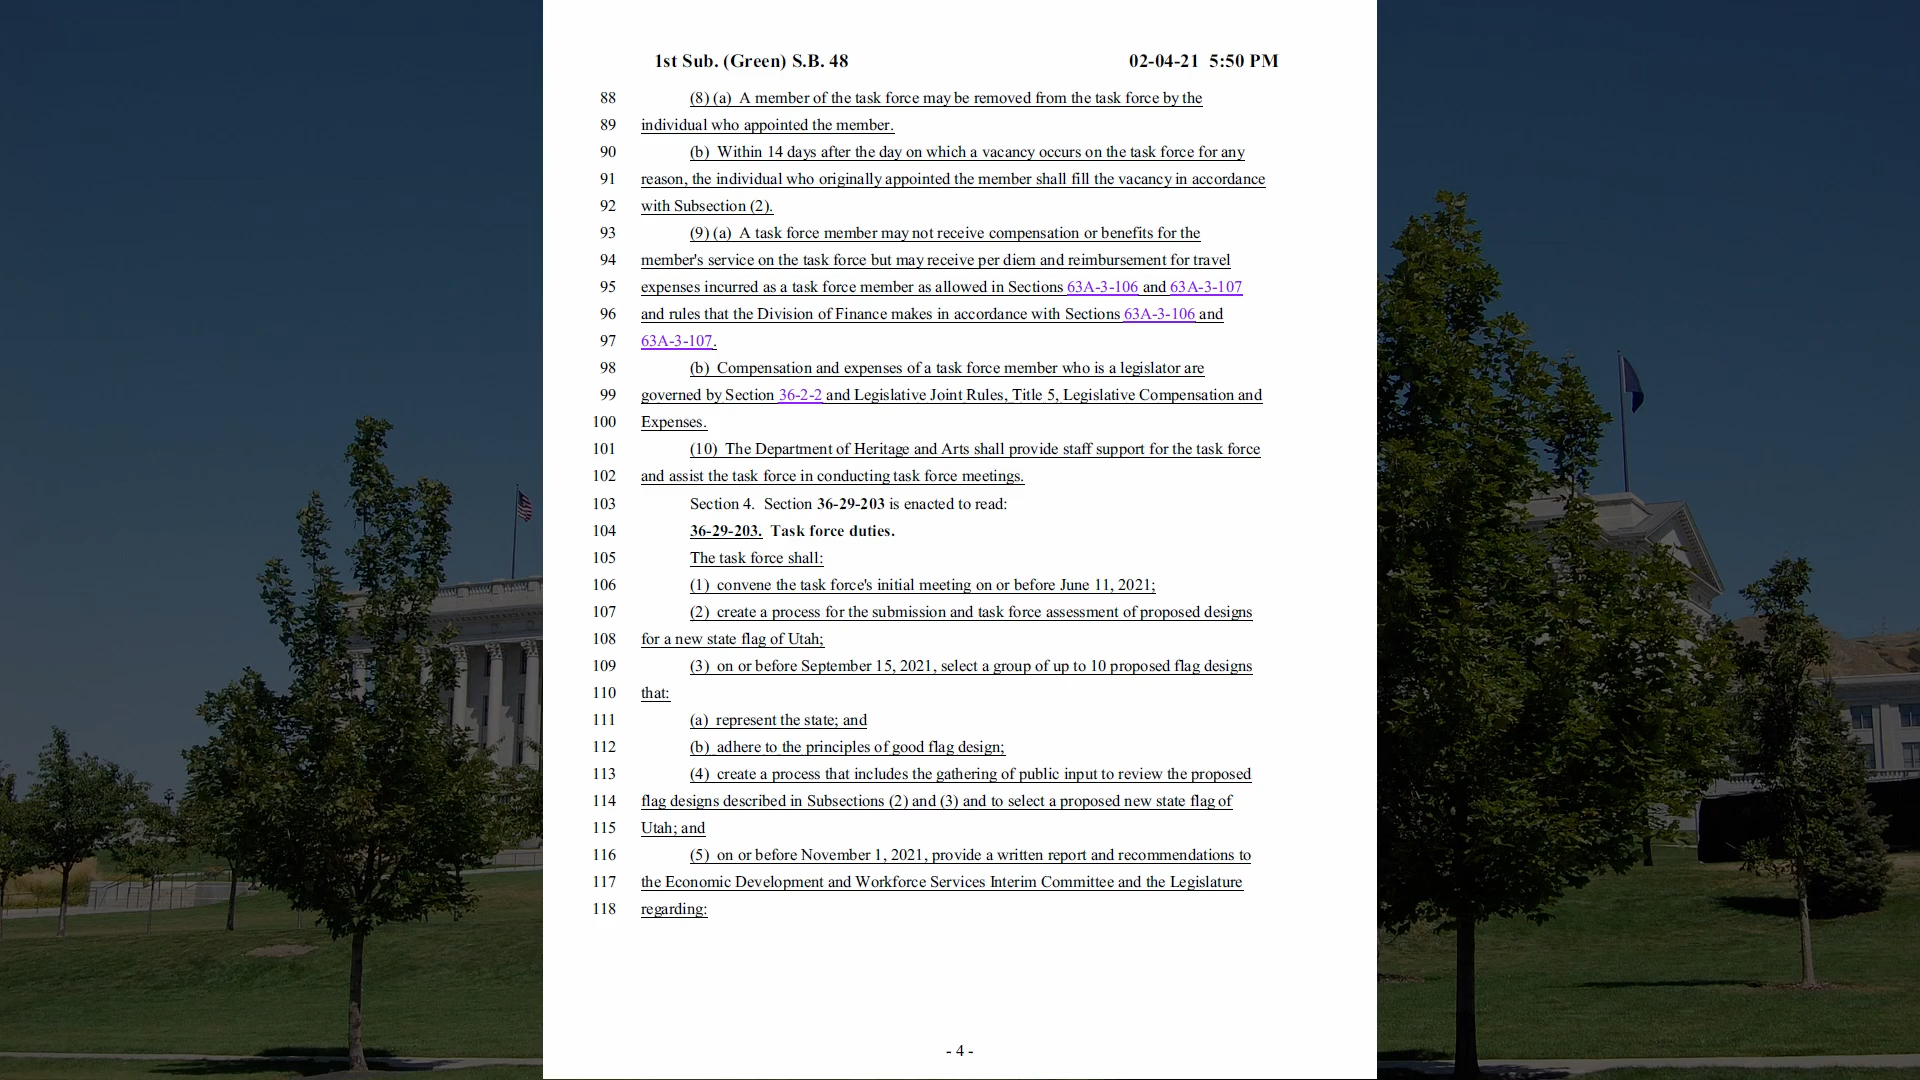 1st Sub. (Green) S.B. 48 02-04-21 5:50 PM
88 (8) (a) A member of the task force may be removed from the task force by the
89 individual who appointed the member.
90 (b) Within 14 days after the day on which a vacancy occurs on the task force for any
91 reason, the individual who originally appointed the member shall fill the vacancy in accordance
92 with Subsection (2).
93 (9) (a) A task force member may not receive compensation or benefits for the
94 member's service on the task force but may receive per diem and reimbursement for travel
95 expenses incurred as a task force member as allowed in Sections 63A-3-106 and 63A-3-107
96 and rules that the Division of Finance makes in accordance with Sections 63A-3-106 and
97 63A-3-107.
98 (b) Compensation and expenses of a task force member who is a legislator are
99 governed by Section 36-2-2 and Legislative Joint Rules, Title 5, Legislative Compensation and
100 Expenses.
101 (10) The Department of Heritage and Arts shall provide staff support for the task force
102 and assist the task force in conducting task force meetings.
103 Section 4. Section 36-29-203 is enacted to read:
104 36-29-203. Task force duties.
105 The task force shall:
106 (1) convene the task force's initial meeting on or before June 11, 2021;
107 (2) create a process for the submission and task force assessment of proposed designs
108 for a new state flag of Utah;
109 (3) on or before September 15, 2021, select a group of up to 10 proposed flag designs
110 that:
111 (a) represent the state; and
112 (b) adhere to the principles of good flag design;
113 (4) create a process that includes the gathering of public input to review the proposed
114 flag designs described in Subsections (2) and (3) and to select a proposed new state flag of
115 Utah; and
116 (5) on or before November 1, 2021, provide a written report and recommendations to
117 the Economic Development and Workforce Services Interim Committee and the Legislature
118 regarding:
- 4 -